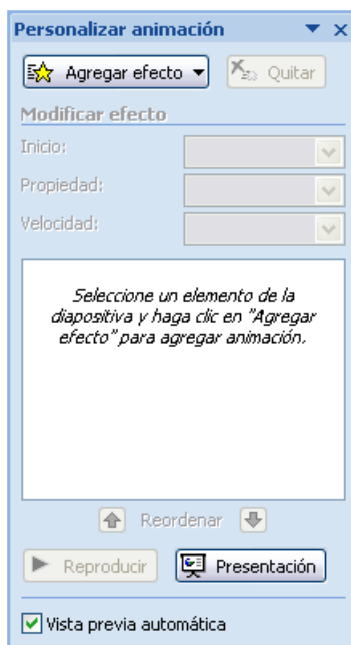 Personalizar animación
Agregar efecto
Quitar
Modificar efecto
Inicio:
Propiedad:
Velocidad:
Seleccione un elemento de la
diapositiva y haga clic en "Agregar
efecto" para agregar animación.
Reordenar
Reproducir
Presentación
Vista previa automática